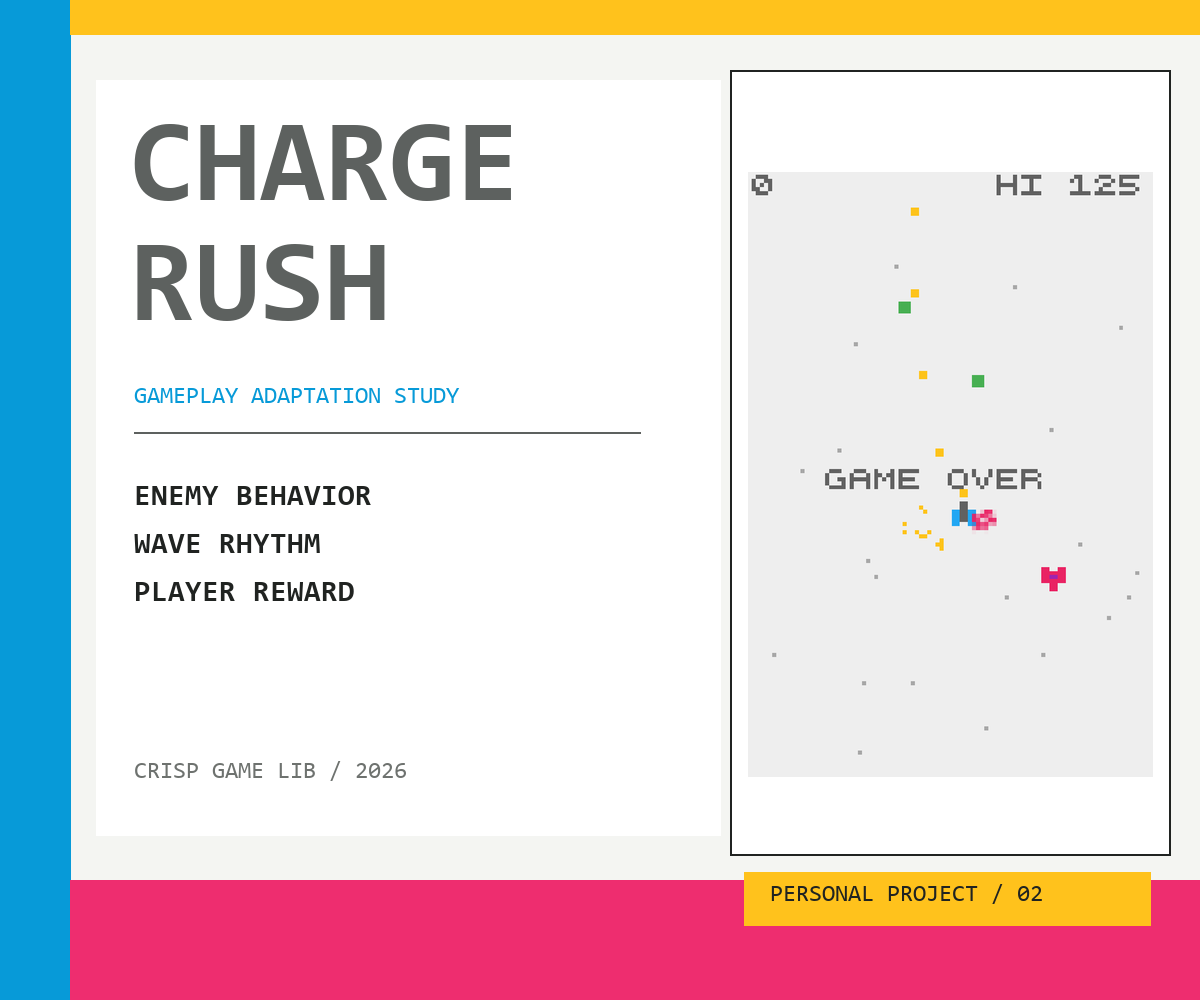 CHARGE
RUSH
GAMEPLAY ADAPTATION STUDY
ENEMY BEHAVIOR
WAVE RHYTHM
PLAYER REWARD
CRISP GAME LIB / 2026
0 HI 125
GAME OVER
PERSONAL PROJECT / 02